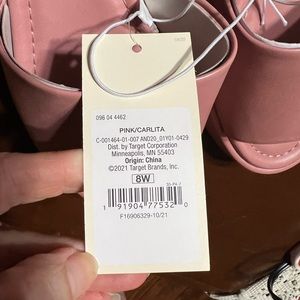 096 04 4462
PINK/CARLITA
C-001464-01-007 AND20_01Y01-0429
Dist. by Target Corporation
Minneapolis, MN 55403
Origin: China
©2021 Target Brands, Inc.
8W
1 91904 77532 0
F16906329-10/21